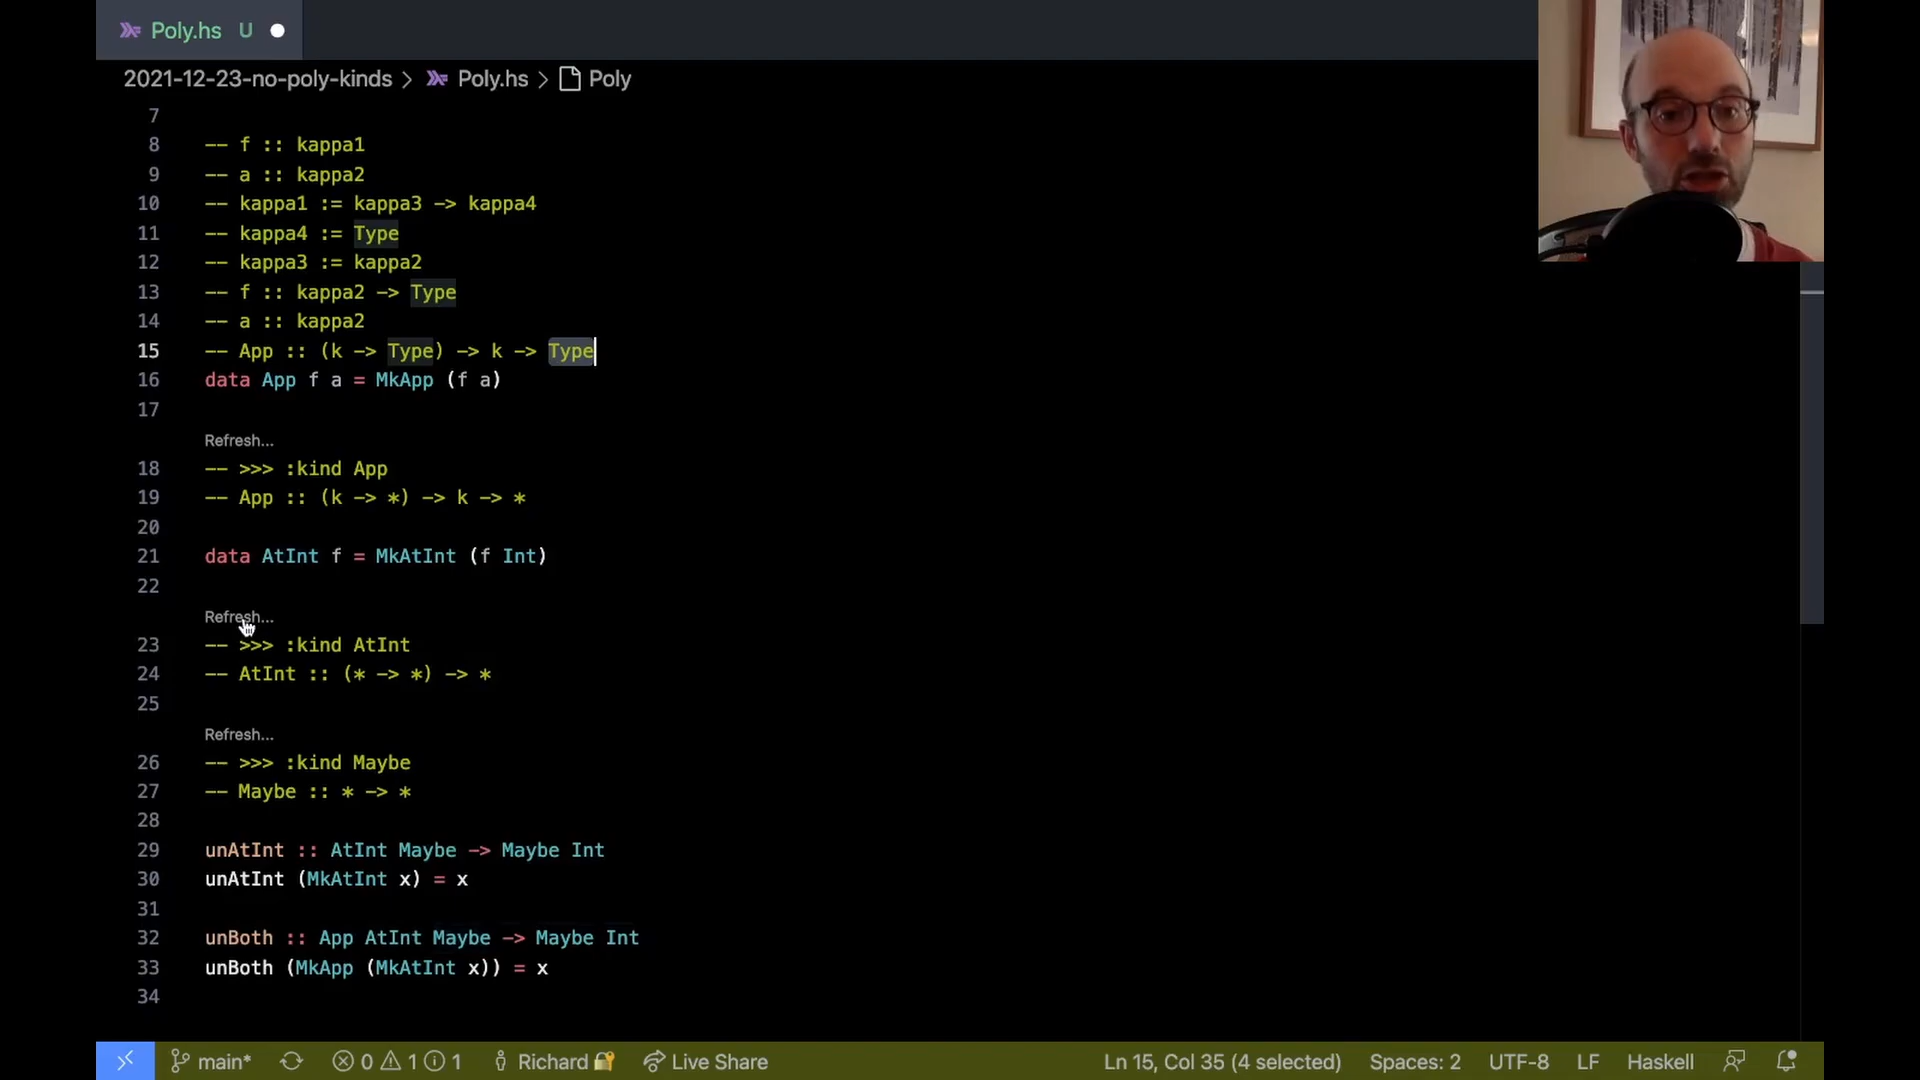 Poly.hs U
2021-12-23-no-poly-kinds > Poly.hs > Poly
7
8 -- f :: kappa1
9 -- a :: kappa2
10 -- kappa1 := kappa3 -> kappa4
11 -- kappa4 := Type
12 -- kappa3 := kappa2
13 -- f :: kappa2 -> Type
14 -- a :: kappa2
15 -- App :: (k -> Type) -> k -> Type
16 data App f a = MkApp (f a)
17
Refresh...
18 -- >>> :kind App
19 -- App :: (k -> *) -> k -> *
20
21 data AtInt f = MkAtInt (f Int)
22
Refresh...
23 -- >>> :kind AtInt
24 -- AtInt :: (* -> *) -> *
25
Refresh...
26 -- >>> :kind Maybe
27 -- Maybe :: * -> *
28
29 unAtInt :: AtInt Maybe -> Maybe Int
30 unAtInt (MkAtInt x) = x
31
32 unBoth :: App AtInt Maybe -> Maybe Int
33 unBoth (MkApp (MkAtInt x)) = x
34
main* 0 1 1 Richard Live Share Ln 15, Col 35 (4 selected) Spaces: 2 UTF-8 LF Haskell